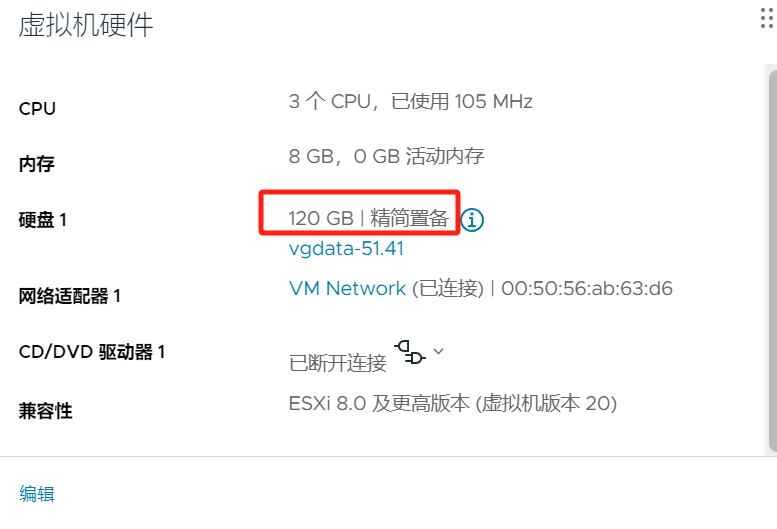 虚拟机硬件
CPU
3 个 CPU，已使用 105 MHz
内存
8 GB，0 GB 活动内存
硬盘 1
120 GB | 精简置备
vgdata-51.41
网络适配器 1
VM Network (已连接) | 00:50:56:ab:63:d6
CD/DVD 驱动器 1
已断开连接
兼容性
ESXi 8.0 及更高版本 (虚拟机版本 20)
编辑